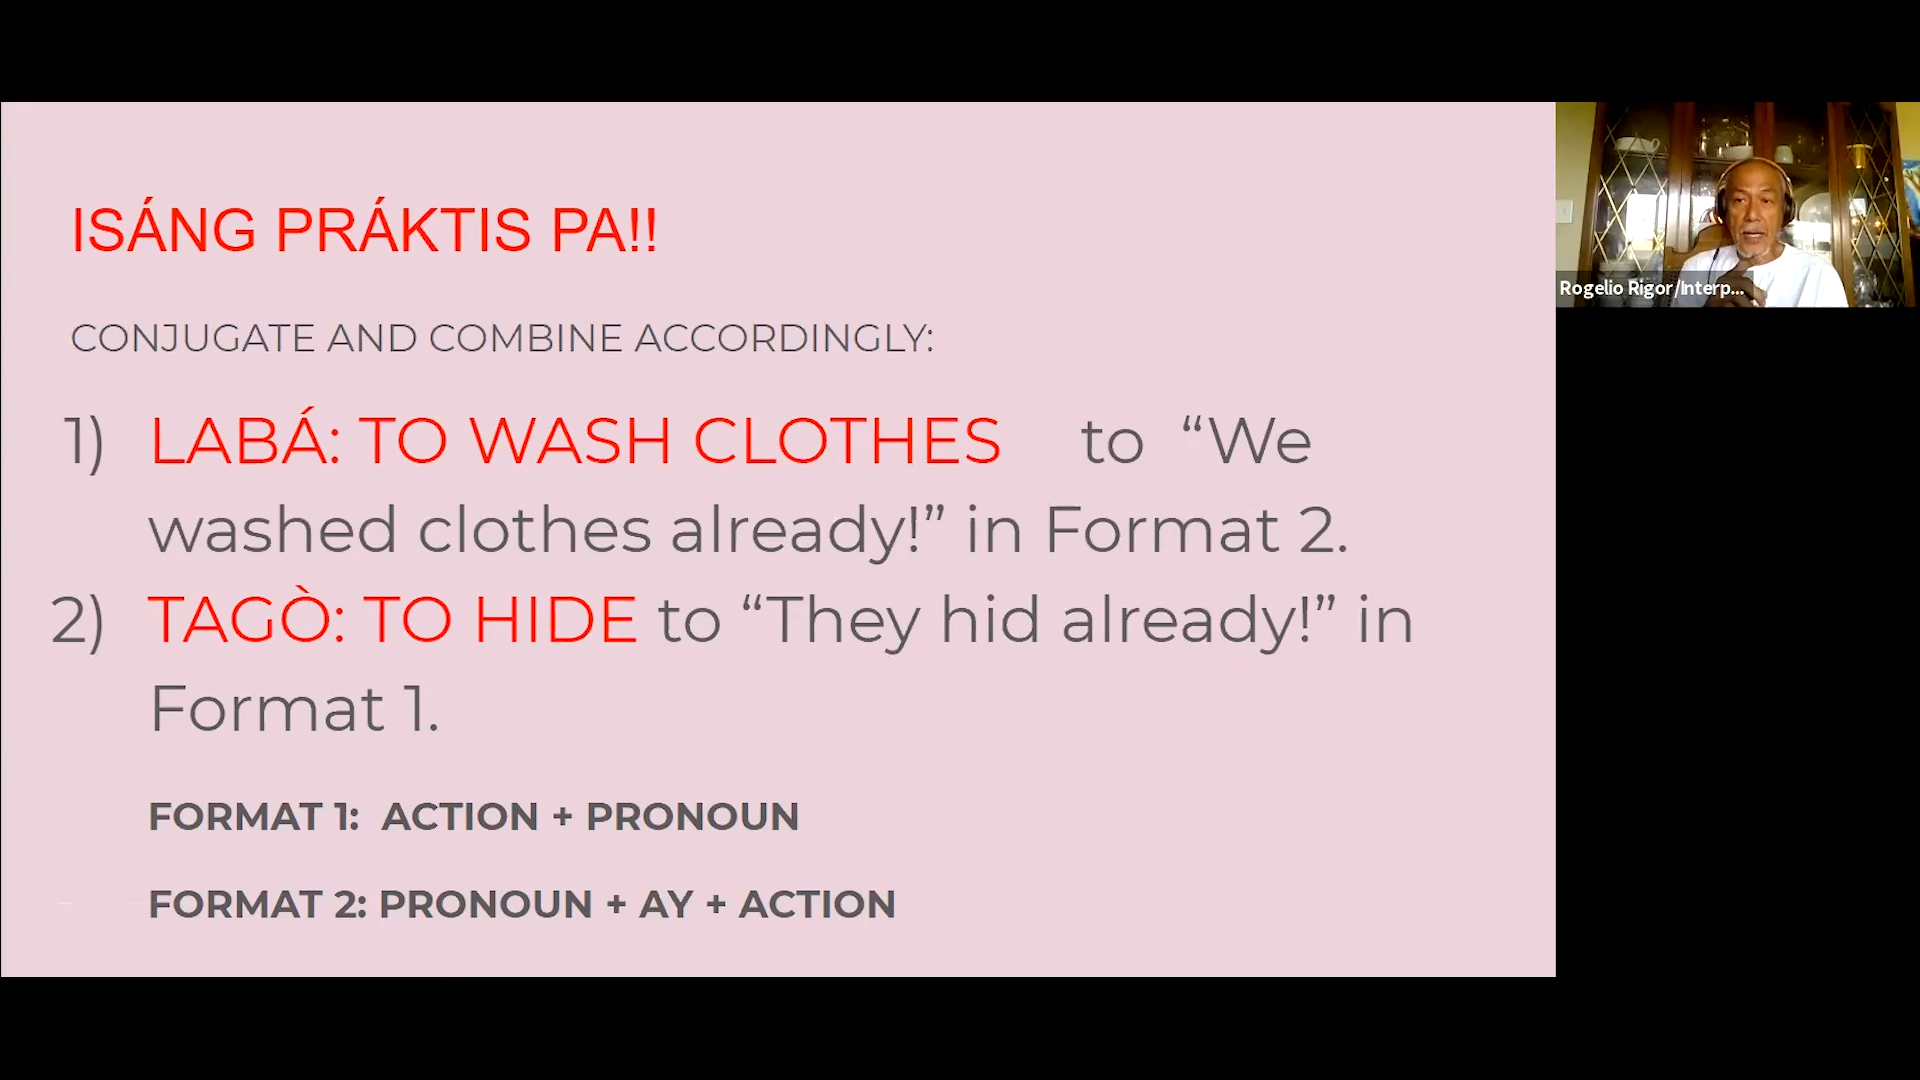 ISÁNG PRÁKTIS PA!!
CONJUGATE AND COMBINE ACCORDINGLY:
1) LABÁ: TO WASH CLOTHES to “We
washed clothes already!” in Format 2.
2) TAGÒ: TO HIDE to “They hid already!” in
Format 1.
FORMAT 1: ACTION + PRONOUN
FORMAT 2: PRONOUN + AY + ACTION
Rogelio Rigor/Interp...